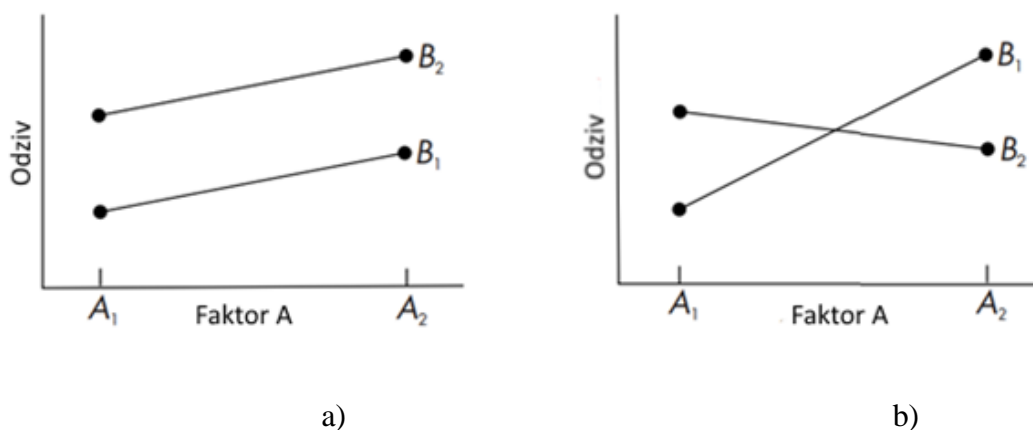 Odziv
B₂
B₁
A₁
Faktor A
A₂
a)
Odziv
B₁
B₂
A₁
Faktor A
A₂
b)